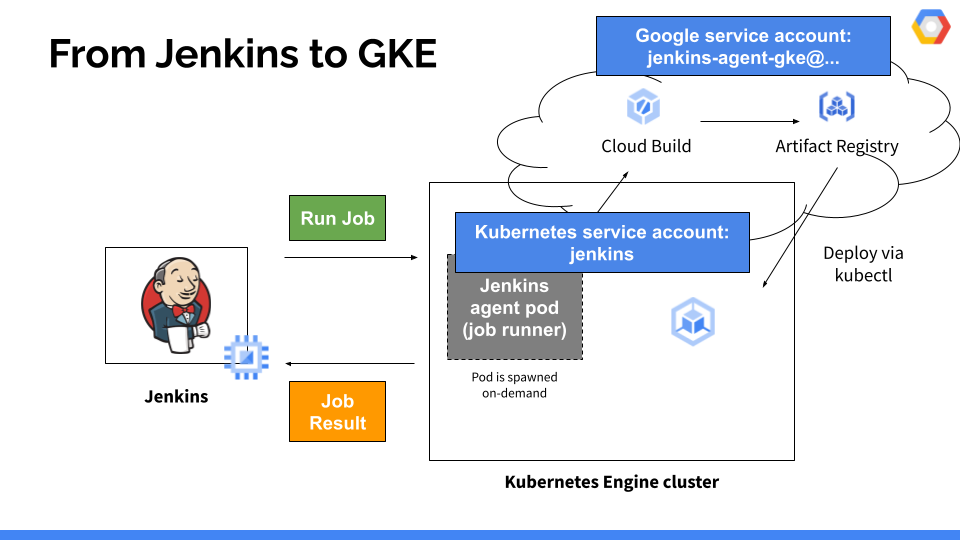 From Jenkins to GKE
Google service account:
jenkins-agent-gke@...
Cloud Build
Artifact Registry
Run Job
Kubernetes service account:
jenkins
Deploy via
kubectl
Jenkins
agent pod
(job runner)
Pod is spawned
on-demand
Jenkins
Job
Result
Kubernetes Engine cluster